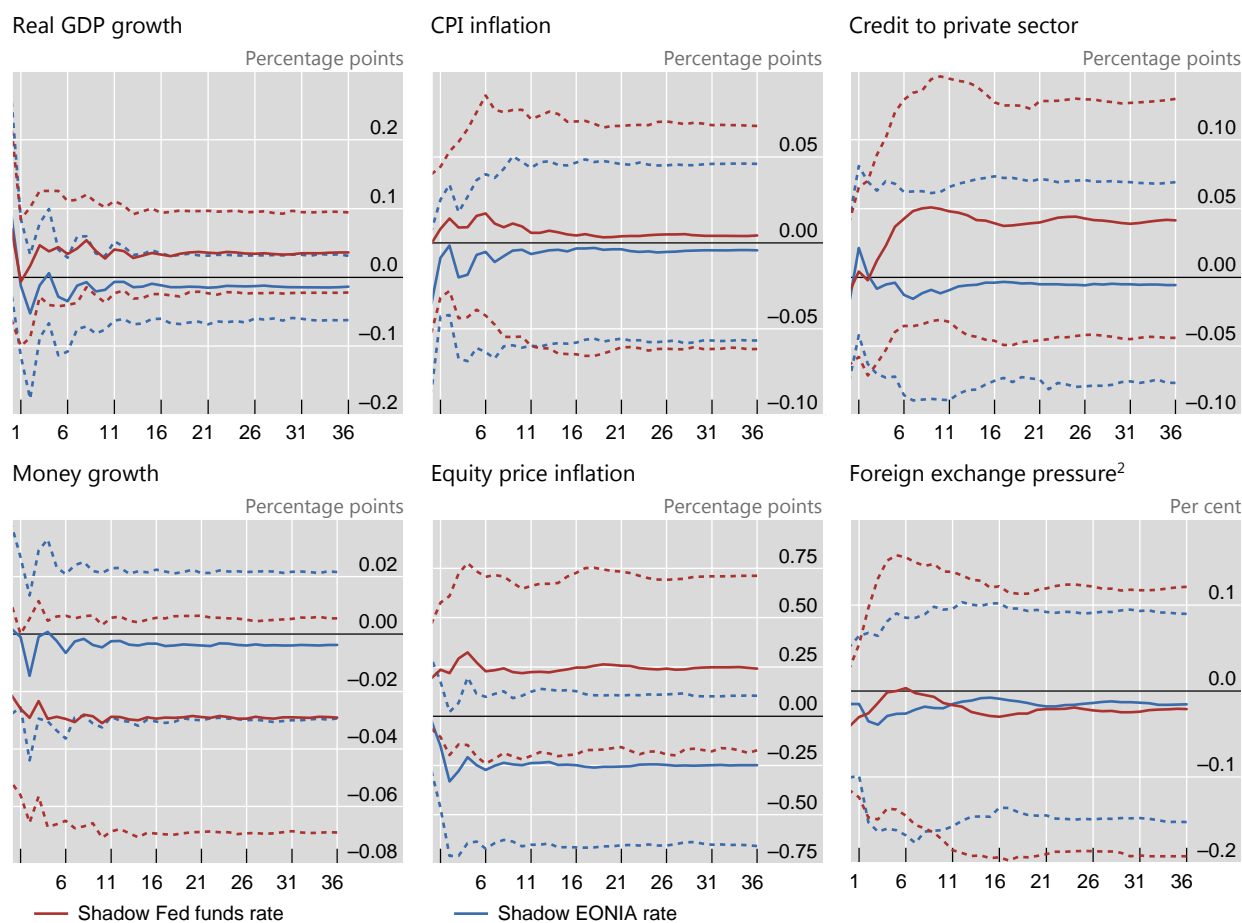 Real GDP growth
Percentage points
0.2
0.1
0.0
–0.1
–0.2
1 6 11 16 21 26 31 36
CPI inflation
Percentage points
0.05
0.00
–0.05
–0.10
6 11 16 21 26 31 36
Credit to private sector
Percentage points
0.10
0.05
0.00
–0.05
–0.10
6 11 16 21 26 31 36
Money growth
Percentage points
0.02
0.00
–0.02
–0.04
–0.06
–0.08
6 11 16 21 26 31 36
Equity price inflation
Percentage points
0.75
0.50
0.25
0.00
–0.25
–0.50
–0.75
6 11 16 21 26 31 36
Foreign exchange pressure²
Per cent
0.1
0.0
–0.1
–0.2
1 6 11 16 21 26 31 36
Shadow Fed funds rate
Shadow EONIA rate